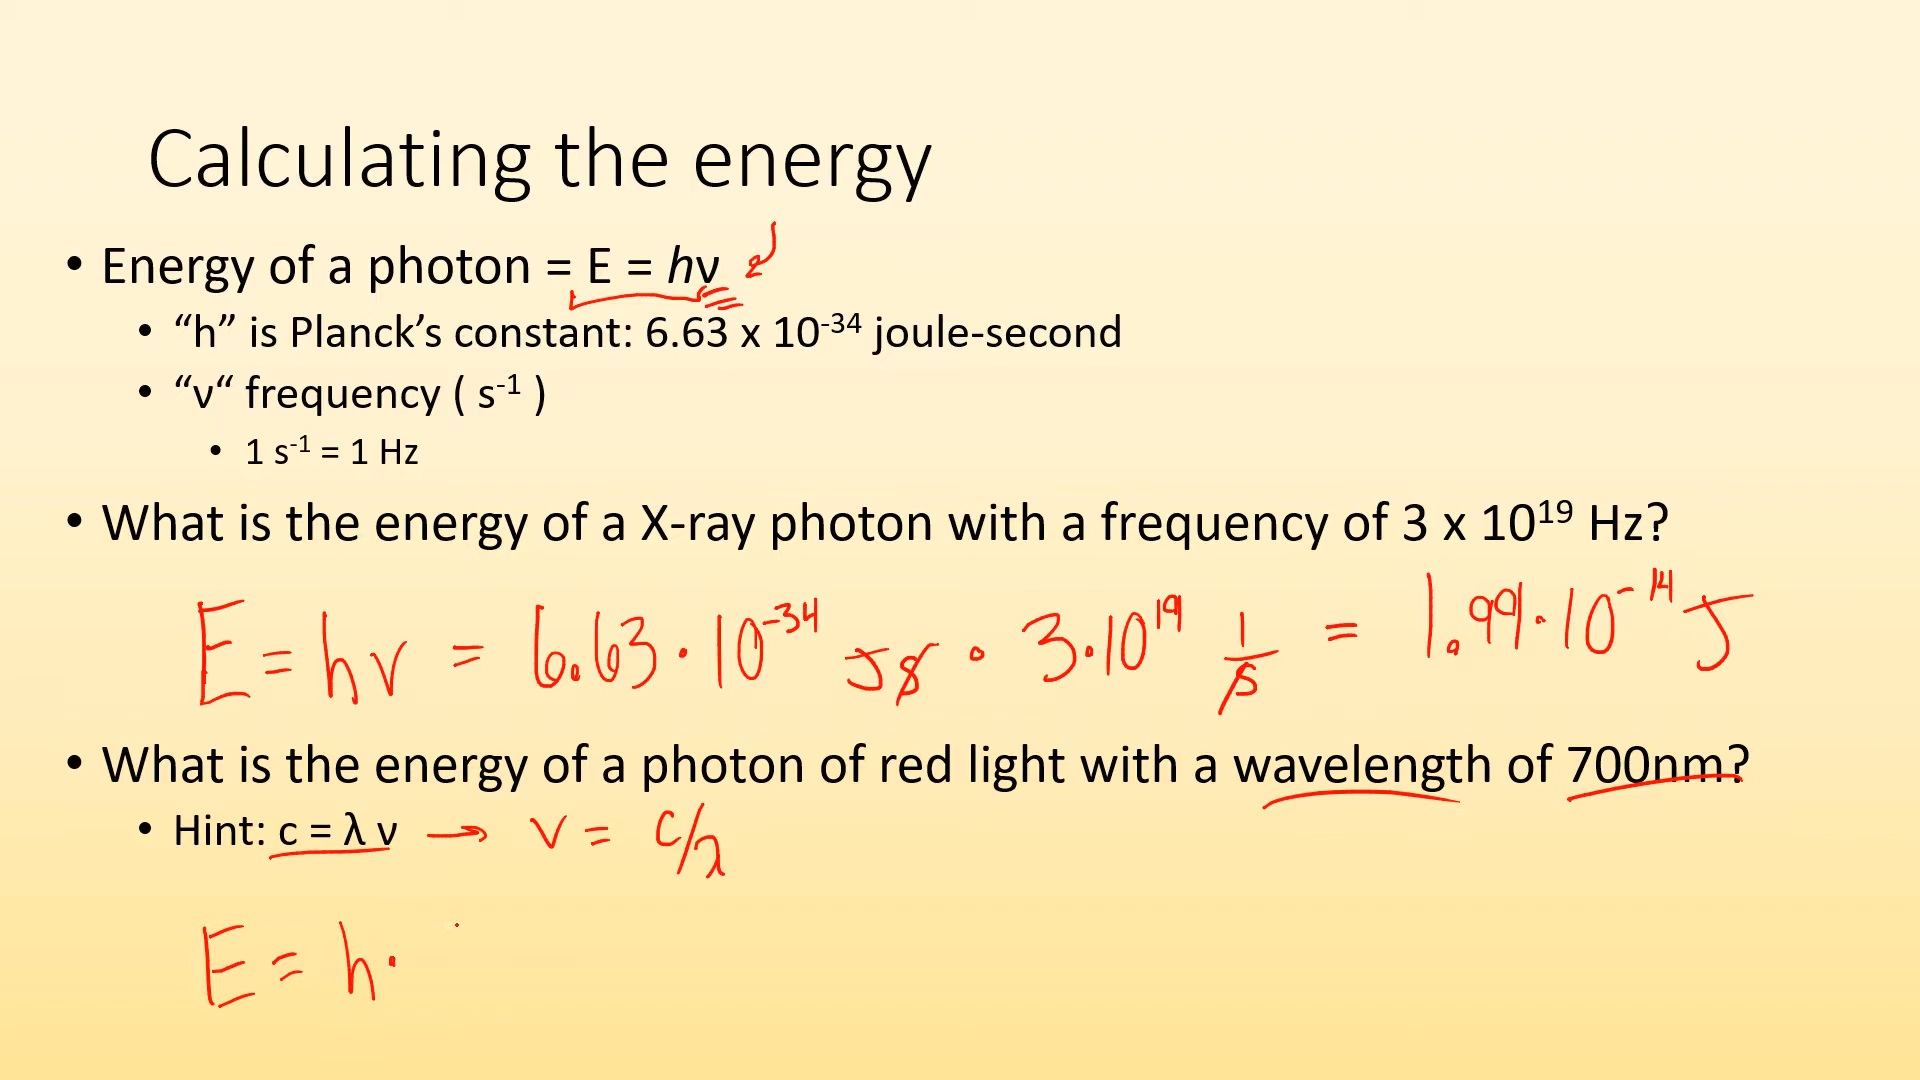 Calculating the energy
• Energy of a photon = E = hν
• “h” is Planck’s constant: 6.63 x 10⁻³⁴ joule-second
• “ν“ frequency ( s⁻¹ )
• 1 s⁻¹ = 1 Hz
• What is the energy of a X-ray photon with a frequency of 3 x 10¹⁹ Hz?
E = hν = 6.63 · 10⁻³⁴ Js · 3 · 10¹⁹ 1/s = 1.99 · 10⁻¹⁴ J
• What is the energy of a photon of red light with a wavelength of 700nm?
• Hint: c = λ ν → ν = c/λ
E = h ·